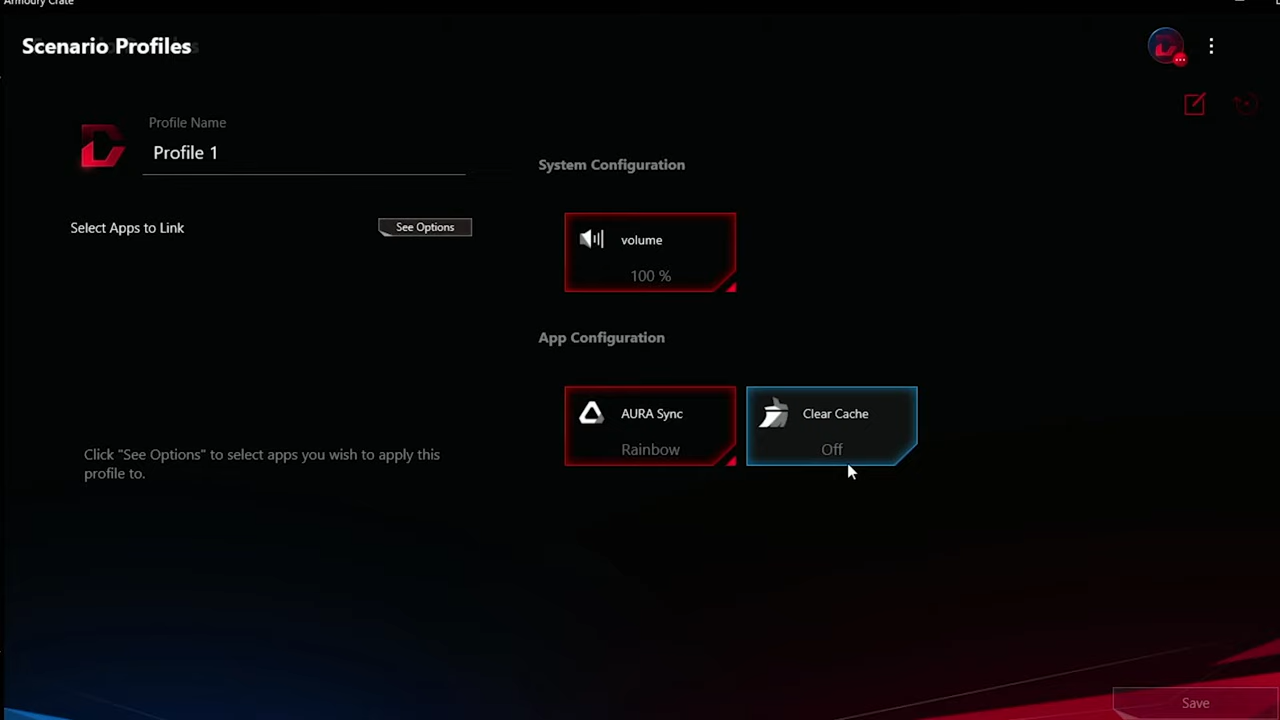 Armoury Crate
Scenario Profiles
Profile Name
Profile 1
Select Apps to Link
See Options
Click "See Options" to select apps you wish to apply this
profile to.
System Configuration
volume
100 %
App Configuration
AURA Sync
Rainbow
Clear Cache
Off
Save